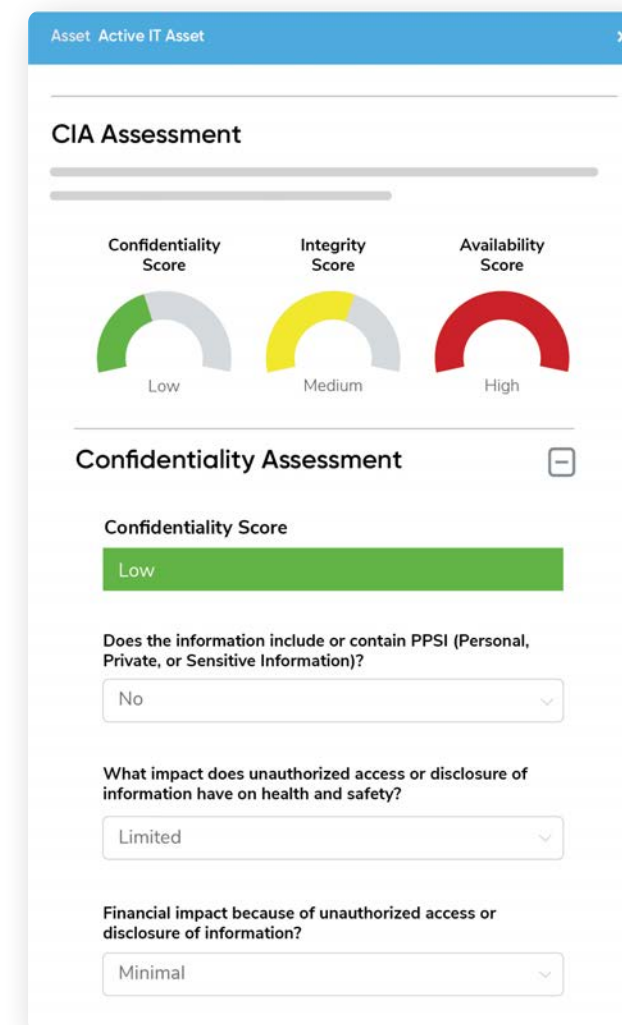 Asset Active IT Asset
CIA Assessment
Confidentiality
Score
Integrity
Score
Availability
Score
Low
Medium
High
Confidentiality Assessment
Confidentiality Score
Low
Does the information include or contain PPSI (Personal,
Private, or Sensitive Information)?
No
What impact does unauthorized access or disclosure of
information have on health and safety?
Limited
Financial impact because of unauthorized access or
disclosure of information?
Minimal